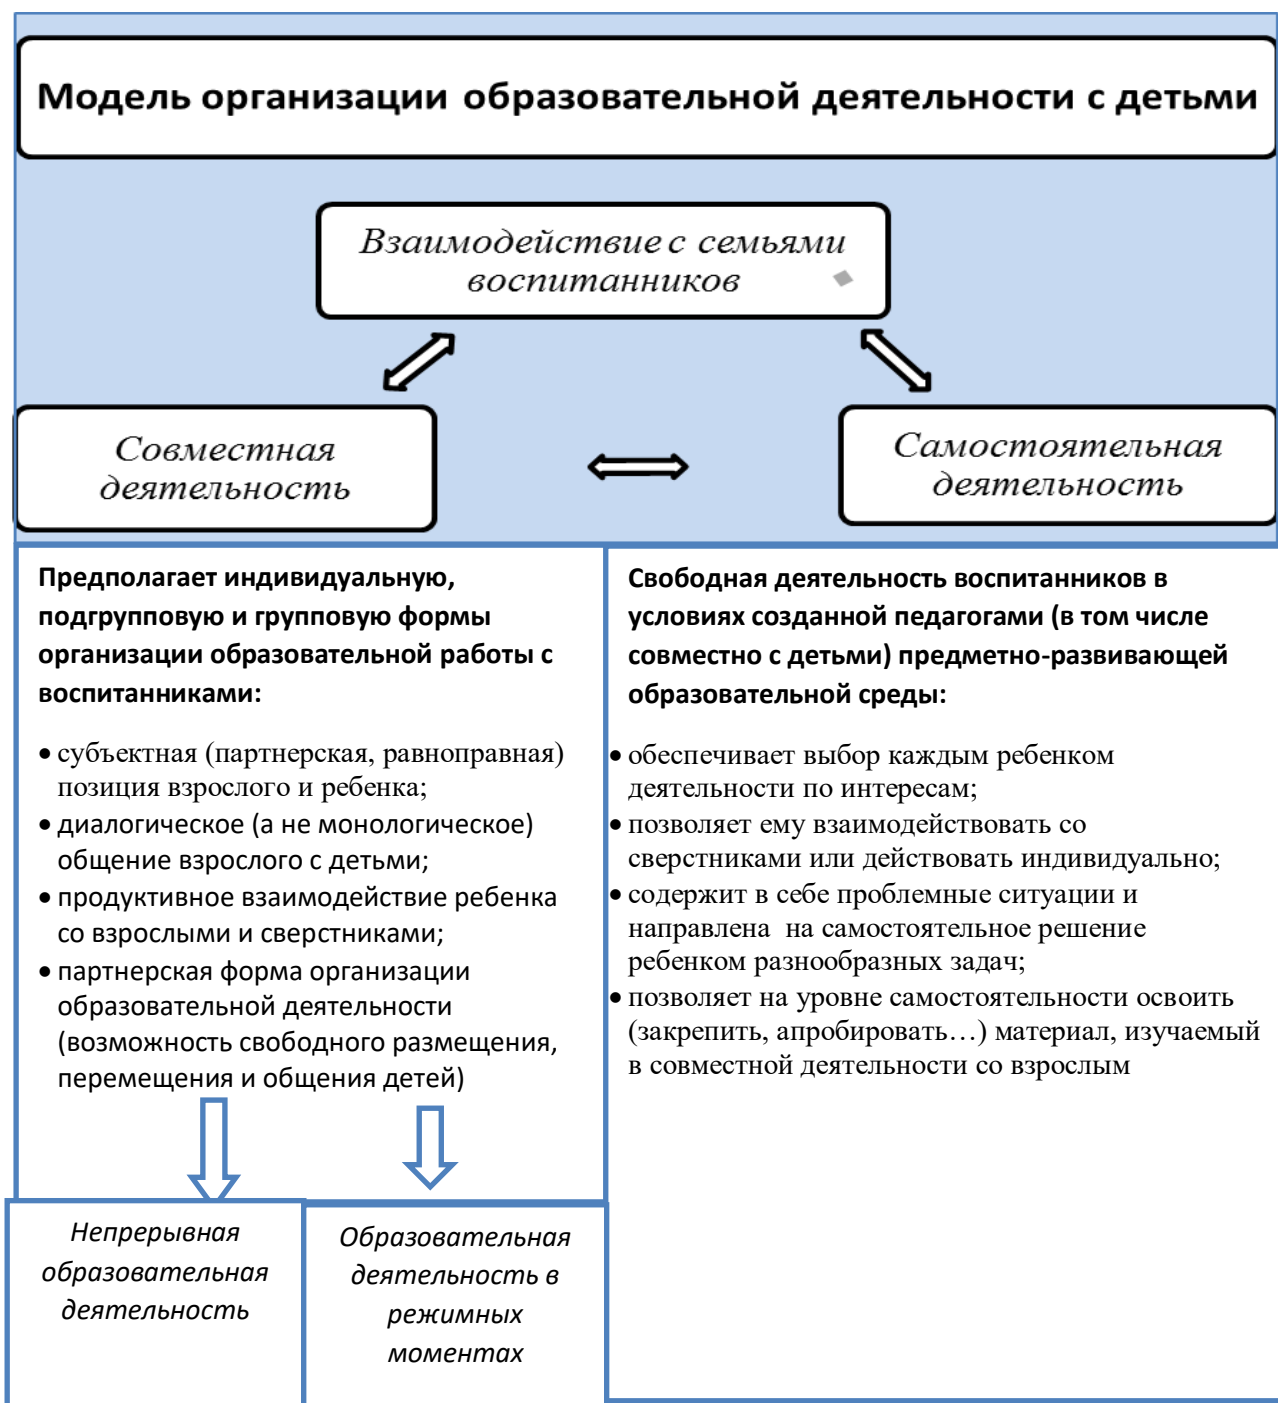 Модель организации образовательной деятельности с детьми
Взаимодействие с семьями
воспитанников
Совместная
деятельность
Самостоятельная
деятельность
Предполагает индивидуальную,
подгрупповую и групповую формы
организации образовательной работы с
воспитанниками:
• субъектная (партнерская, равноправная)
позиция взрослого и ребенка;
• диалогическое (а не монологическое)
общение взрослого с детьми;
• продуктивное взаимодействие ребенка
со взрослыми и сверстниками;
• партнерская форма организации
образовательной деятельности
(возможность свободного размещения,
перемещения и общения детей)
Свободная деятельность воспитанников в
условиях созданной педагогами (в том числе
совместно с детьми) предметно-развивающей
образовательной среды:
• обеспечивает выбор каждым ребенком
деятельности по интересам;
• позволяет ему взаимодействовать со
сверстниками или действовать индивидуально;
• содержит в себе проблемные ситуации и
направлена на самостоятельное решение
ребенком разнообразных задач;
• позволяет на уровне самостоятельности освоить
(закрепить, апробировать…) материал, изучаемый
в совместной деятельности со взрослым
Непрерывная
образовательная
деятельность
Образовательная
деятельность в
режимных
моментах